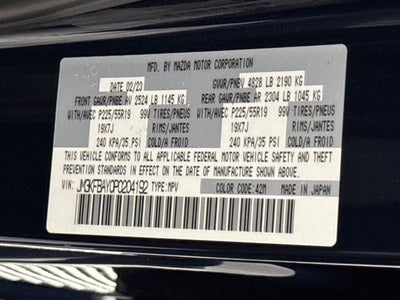 MFD. BY MAZDA MOTOR CORPORATION
DATE 02/23 GVWR/PNBV 4828 LB 2190 KG
FRONT GAWR/PNBE AV 2524 LB 1145 KG REAR GAWR/PNBE AR 2304 LB 1045 KG
WITH/AVEC P225/55R19 99V TIRES/PNEUS WITH/AVEC P225/55R19 99V TIRES/PNEUS
19X7J RIMS/JANTES 19X7J RIMS/JANTES
240 KPA/35 PSI COLD/A FROID 240 KPA/35 PSI COLD/A FROID
THIS VEHICLE CONFORMS TO ALL APPLICABLE FEDERAL MOTOR VEHICLE SAFETY, BUMPER,
AND THEFT PREVENTION STANDARDS IN EFFECT ON THE DATE OF MANUFACTURE SHOWN ABOVE.
VIN: JM3KFBAY0P0204192 TYPE:MPV COLOR CODE:42M MADE IN JAPAN